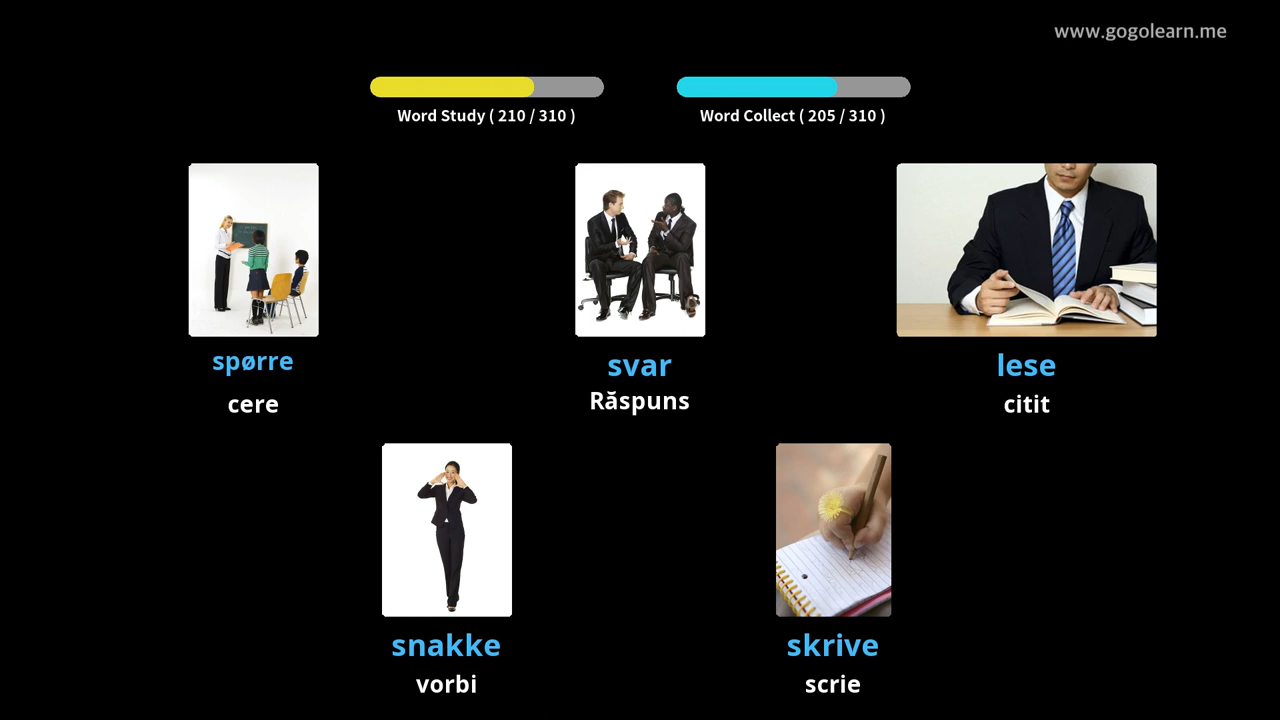 www.gogolearn.me
Word Study ( 210 / 310 )
Word Collect ( 205 / 310 )
spørre
cere
svar
Răspuns
lese
citit
snakke
vorbi
skrive
scrie